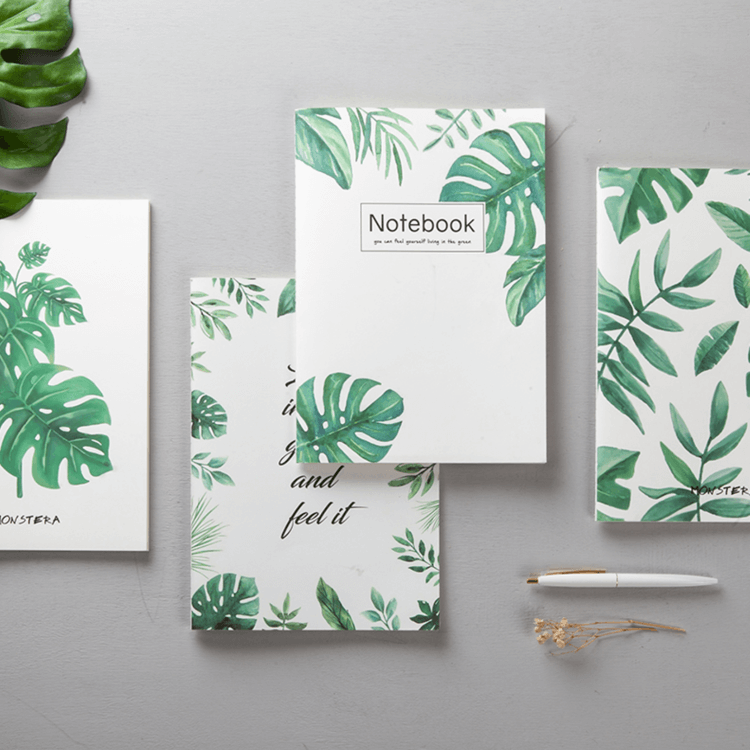 Notebook
you can feel yourself living in the green
and
feel it
MONSTERA
MONSTER